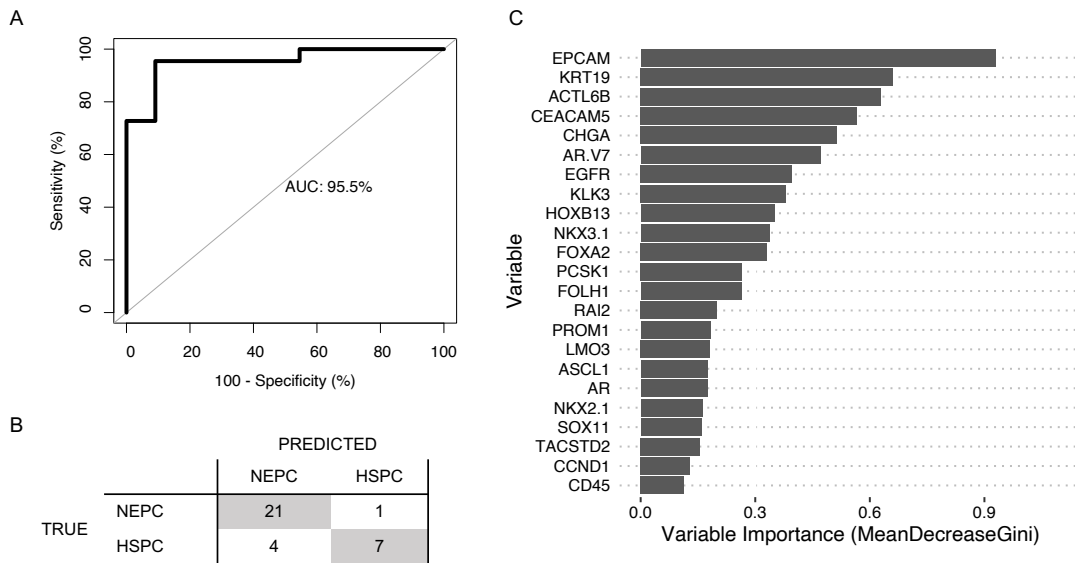 A
100
80
60
40
20
0
Sensitivity (%)
AUC: 95.5%
0 20 40 60 80 100
100 - Specificity (%)
B
PREDICTED
NEPC HSPC
TRUE
NEPC 21 1
HSPC 4 7
C
Variable
EPCAM
KRT19
ACTL6B
CEACAM5
CHGA
AR.V7
EGFR
KLK3
HOXB13
NKX3.1
FOXA2
PCSK1
FOLH1
RAI2
PROM1
LMO3
ASCL1
AR
NKX2.1
SOX11
TACSTD2
CCND1
CD45
0.0 0.3 0.6 0.9
Variable Importance (MeanDecreaseGini)